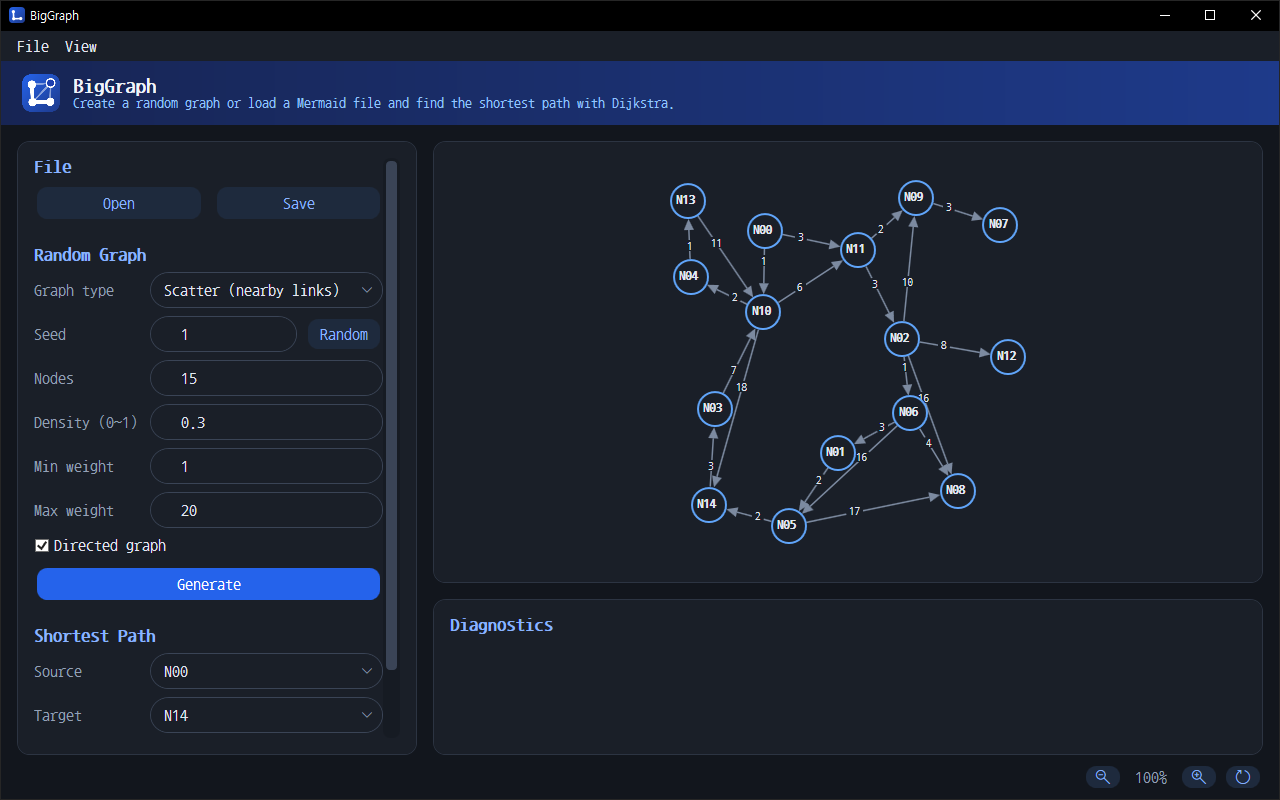 BigGraph
File View
BigGraph
Create a random graph or load a Mermaid file and find the shortest path with Dijkstra.
File
Open Save
Random Graph
Graph type Scatter (nearby links)
Seed 1 Random
Nodes 15
Density (0~1) 0.3
Min weight 1
Max weight 20
Directed graph
Generate
Shortest Path
Source N00
Target N14
N13
N09
N00
N07
N11
N04
N10
N02
N12
N03
N06
N01
N08
N14
N05
3
2
3
11
3
1
1
10
3
6
2
8
1
7
18
16
3
4
16
3
2
17
2
Diagnostics
100%